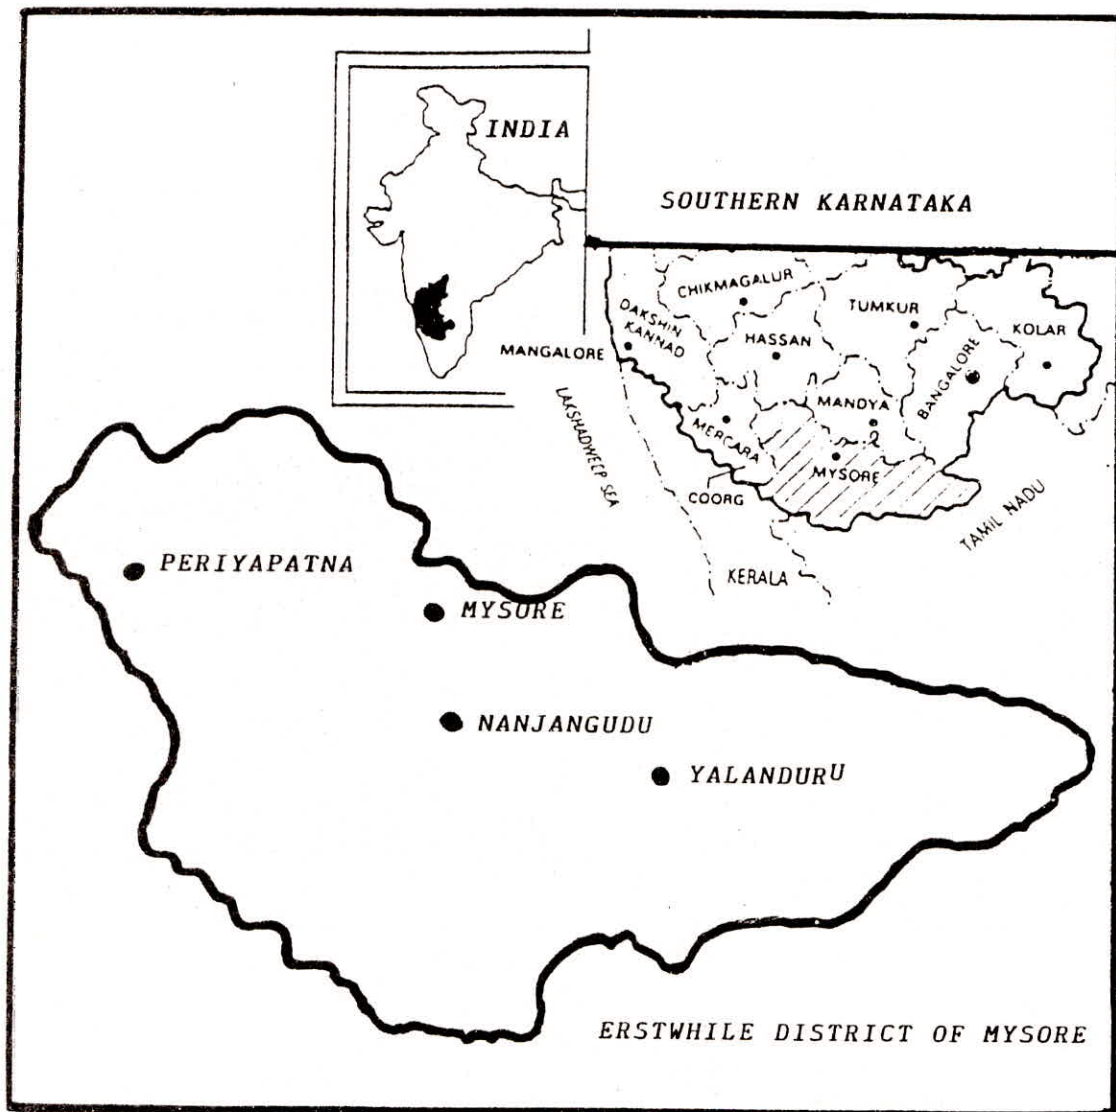 INDIA
SOUTHERN KARNATAKA
CHIKMAGALUR
TUMKUR
DAKSHIN
KANNAD
HASSAN
KOLAR
MANGALORE
BANGALORE
MANDYA
MERCARA
MYSORE
LAKSHADWEEP SEA
COORG
TAMIL NADU
KERALA
PERIYAPATNA
MYSORE
NANJANGUDU
YALANDURU
ERSTWHILE DISTRICT OF MYSORE